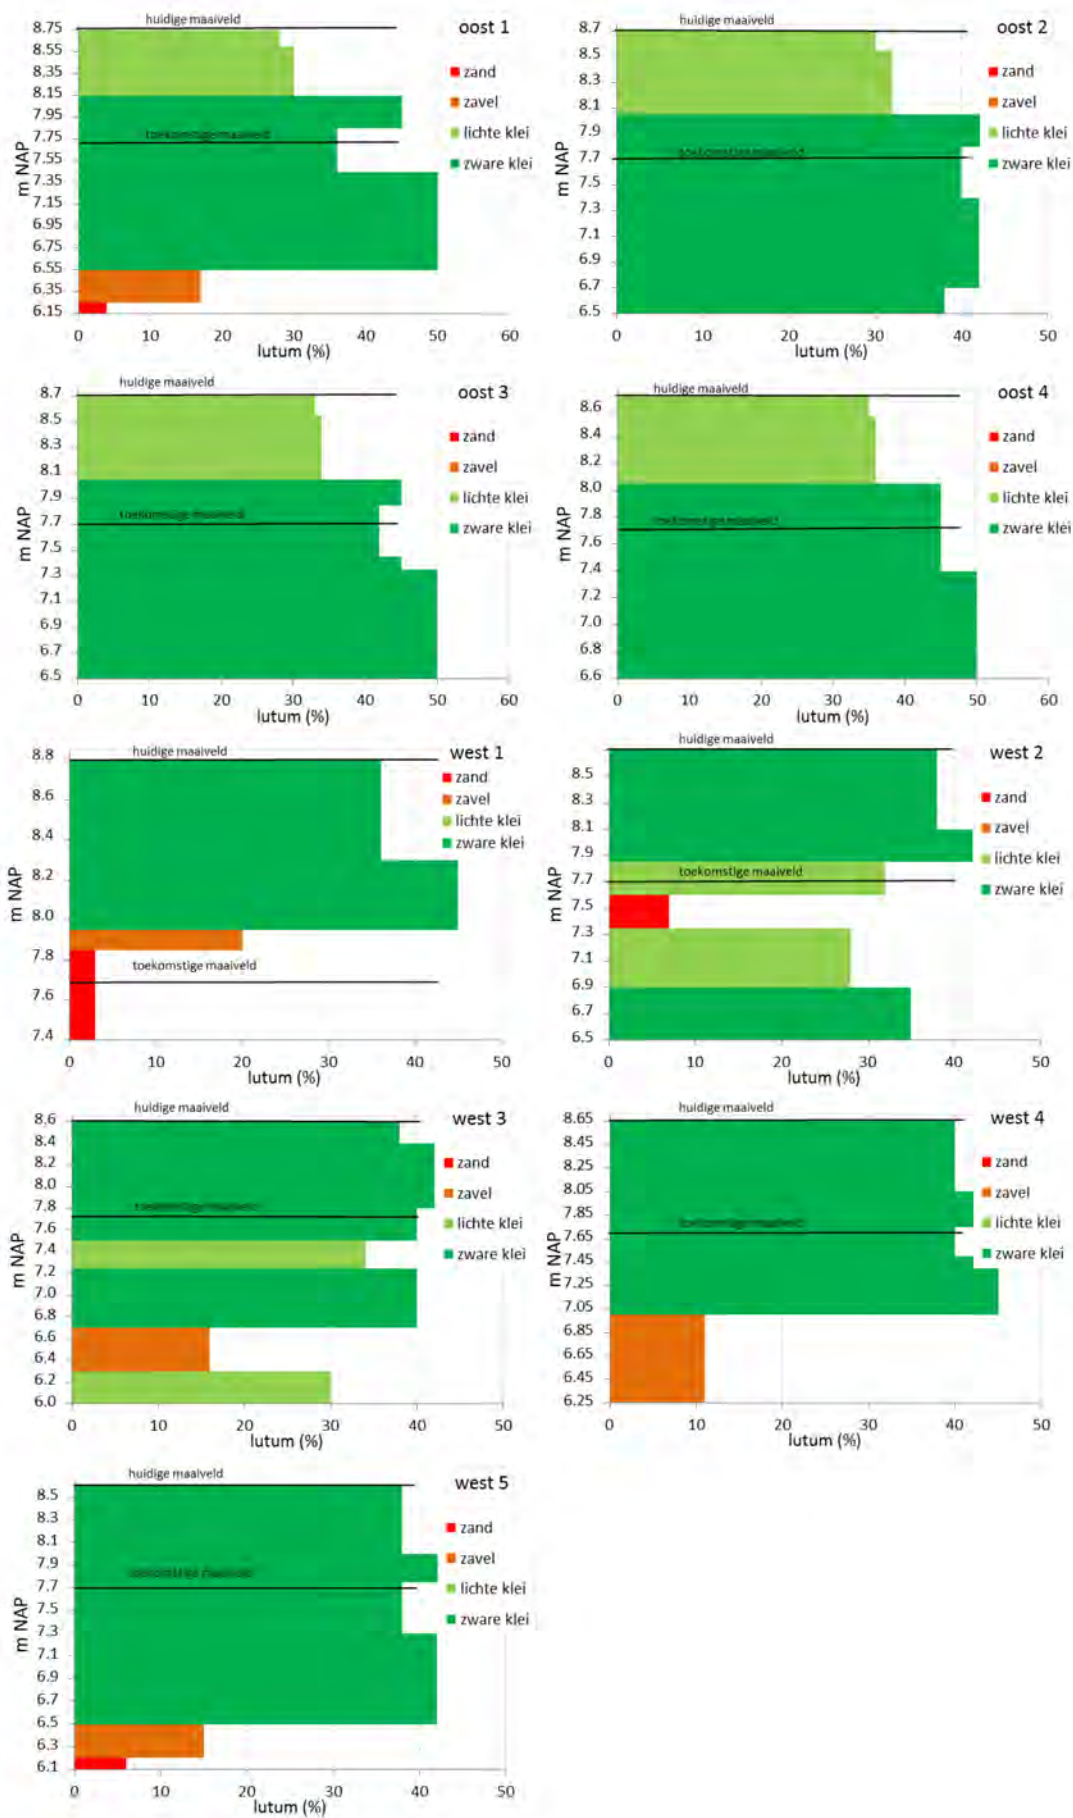 huidige maaiveld
oost 1
8.75
8.55
8.35
8.15
7.95
7.75
7.55
7.35
7.15
6.95
6.75
6.55
6.35
6.15
m NAP
toekomstige maaiveld
zand
zavel
lichte klei
zware klei
0 10 20 30 40 50 60
lutum (%)
huidige maaiveld
oost 2
8.7
8.5
8.3
8.1
7.9
7.7
7.5
7.3
7.1
6.9
6.7
6.5
m NAP
toekomstige maaiveld
zand
zavel
lichte klei
zware klei
0 10 20 30 40 50
lutum (%)
huidige maaiveld
oost 3
8.7
8.5
8.3
8.1
7.9
7.7
7.5
7.3
7.1
6.9
6.7
6.5
m NAP
toekomstige maaiveld
zand
zavel
lichte klei
zware klei
0 10 20 30 40 50 60
lutum (%)
huidige maaiveld
oost 4
8.6
8.4
8.2
8.0
7.8
7.6
7.4
7.2
7.0
6.8
6.6
m NAP
toekomstige maaiveld
zand
zavel
lichte klei
zware klei
0 10 20 30 40 50 60
lutum (%)
huidige maaiveld
west 1
8.8
8.6
8.4
8.2
8.0
7.8
7.6
7.4
m NAP
toekomstige maaiveld
zand
zavel
lichte klei
zware klei
0 10 20 30 40 50
lutum (%)
huidige maaiveld
west 2
8.5
8.3
8.1
7.9
7.7
7.5
7.3
7.1
6.9
6.7
6.5
m NAP
toekomstige maaiveld
zand
zavel
lichte klei
zware klei
0 10 20 30 40 50
lutum (%)
huidige maaiveld
west 3
8.6
8.4
8.2
8.0
7.8
7.6
7.4
7.2
7.0
6.8
6.6
6.4
6.2
6.0
m NAP
toekomstige maaiveld
zand
zavel
lichte klei
zware klei
0 10 20 30 40 50
lutum (%)
huidige maaiveld
west 4
8.65
8.45
8.25
8.05
7.85
7.65
7.45
7.25
7.05
6.85
6.65
6.45
6.25
m NAP
toekomstige maaiveld
zand
zavel
lichte klei
zware klei
0 10 20 30 40 50
lutum (%)
huidige maaiveld
west 5
8.5
8.3
8.1
7.9
7.7
7.5
7.3
7.1
6.9
6.7
6.5
6.3
6.1
m NAP
toekomstige maaiveld
zand
zavel
lichte klei
zware klei
0 10 20 30 40 50
lutum (%)